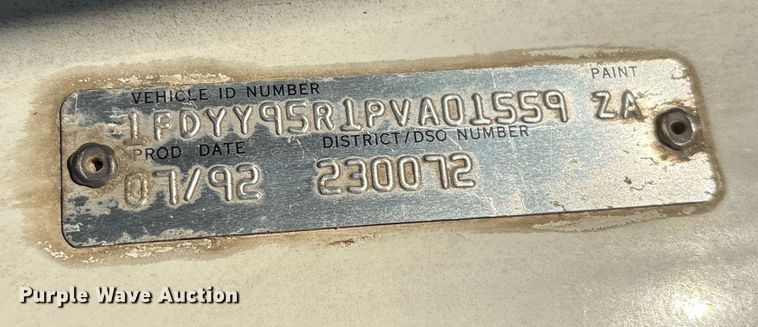 VEHICLE ID NUMBER PAINT
1FDYY95R1PVA01559 ZA
PROD. DATE DISTRICT/DSO NUMBER
07/92 230072
Purple Wave Auction